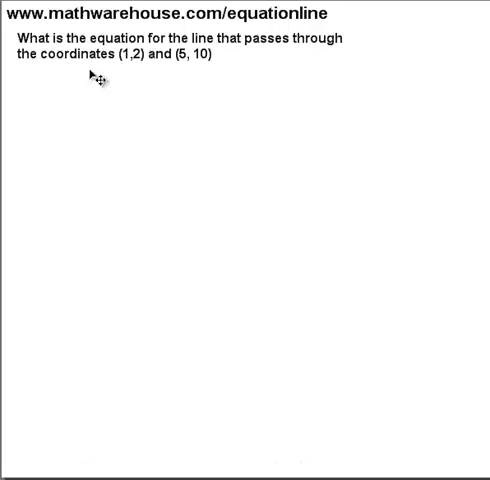 www.mathwarehouse.com/equationline
What is the equation for the line that passes through
the coordinates (1,2) and (5, 10)